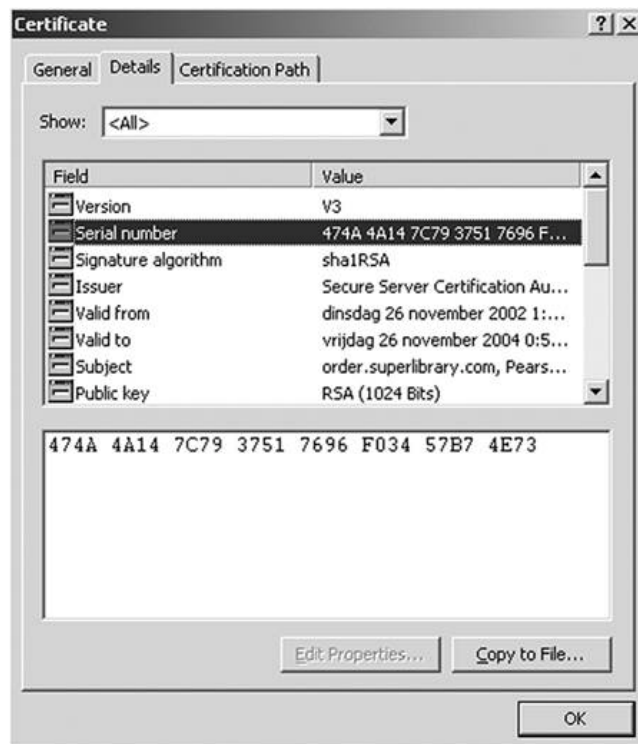 Certificate
General Details Certification Path
Show: <All>
Field Value
Version V3
Serial number 474A 4A14 7C79 3751 7696 F...
Signature algorithm sha1RSA
Issuer Secure Server Certification Au...
Valid from dinsdag 26 november 2002 1:...
Valid to vrijdag 26 november 2004 0:5...
Subject order.superlibrary.com, Pears...
Public key RSA (1024 Bits)
474A 4A14 7C79 3751 7696 F034 57B7 4E73
Edit Properties... Copy to File...
OK